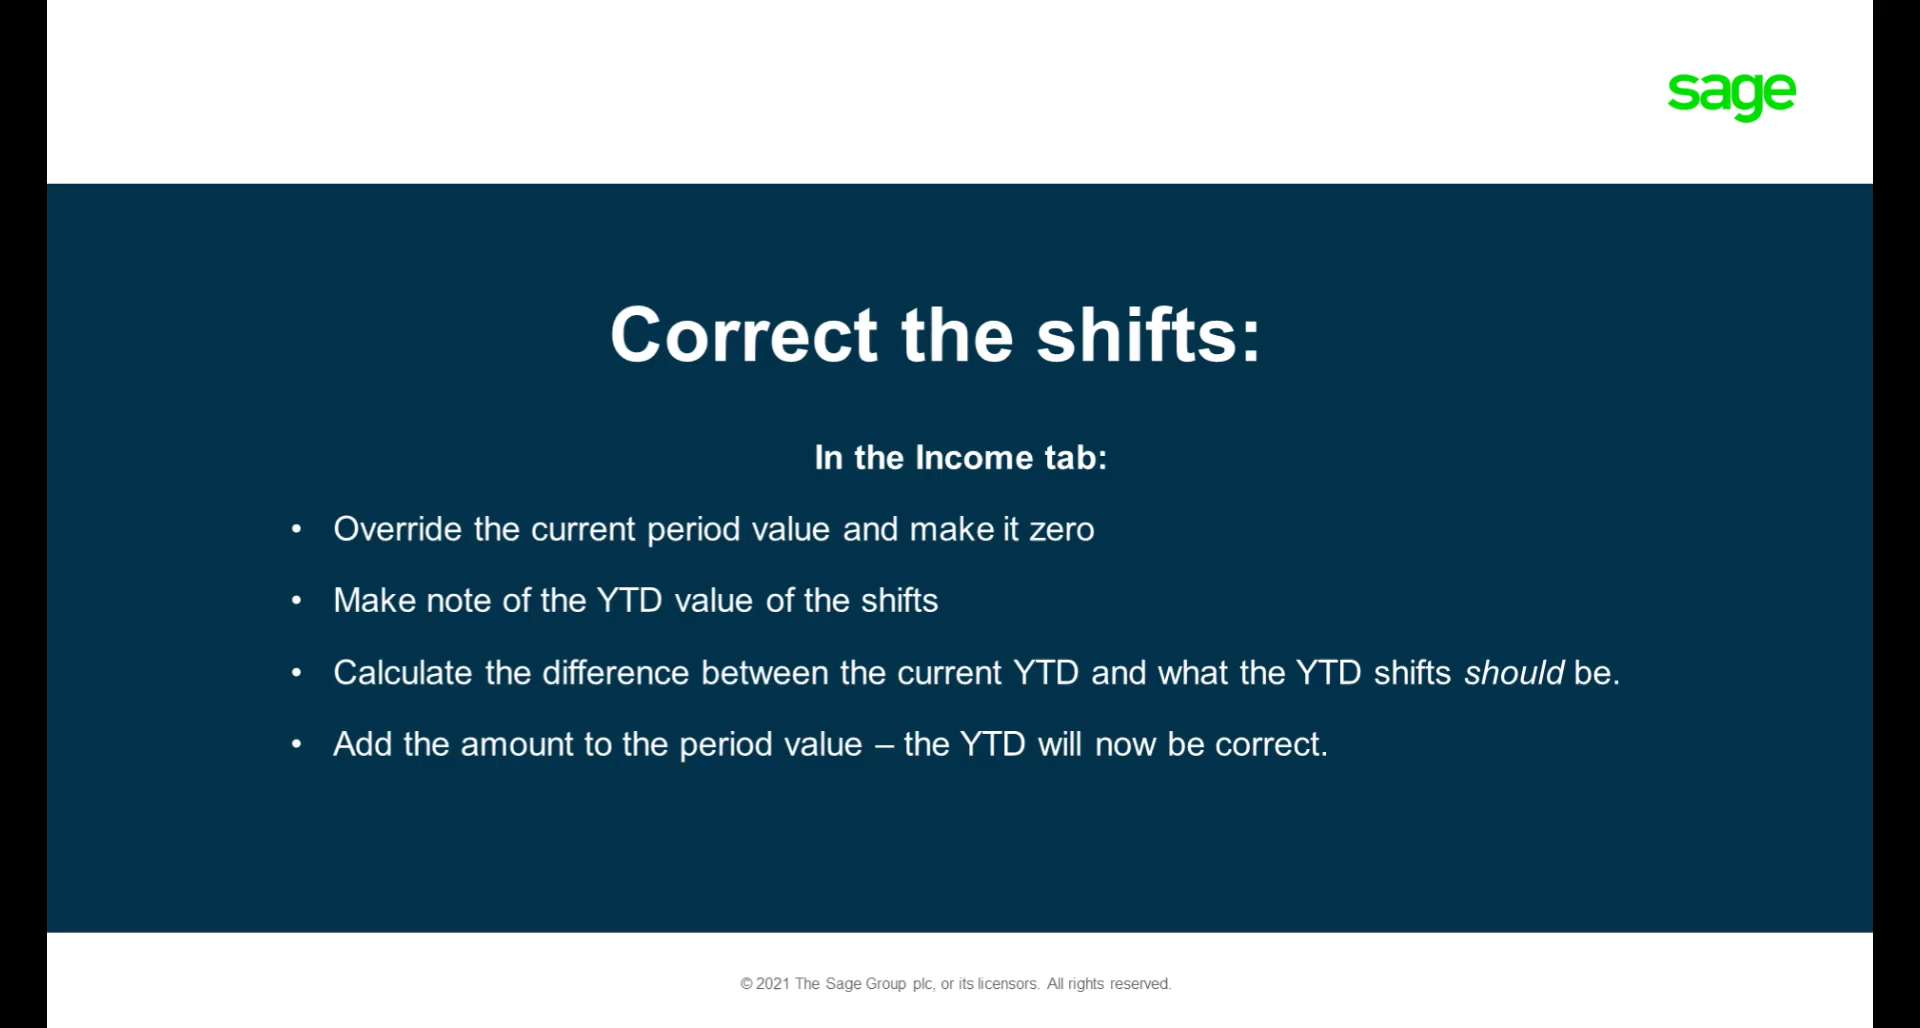 sage
Correct the shifts:
In the Income tab:
• Override the current period value and make it zero
• Make note of the YTD value of the shifts
• Calculate the difference between the current YTD and what the YTD shifts should be.
• Add the amount to the period value – the YTD will now be correct.
© 2021 The Sage Group plc, or its licensors. All rights reserved.